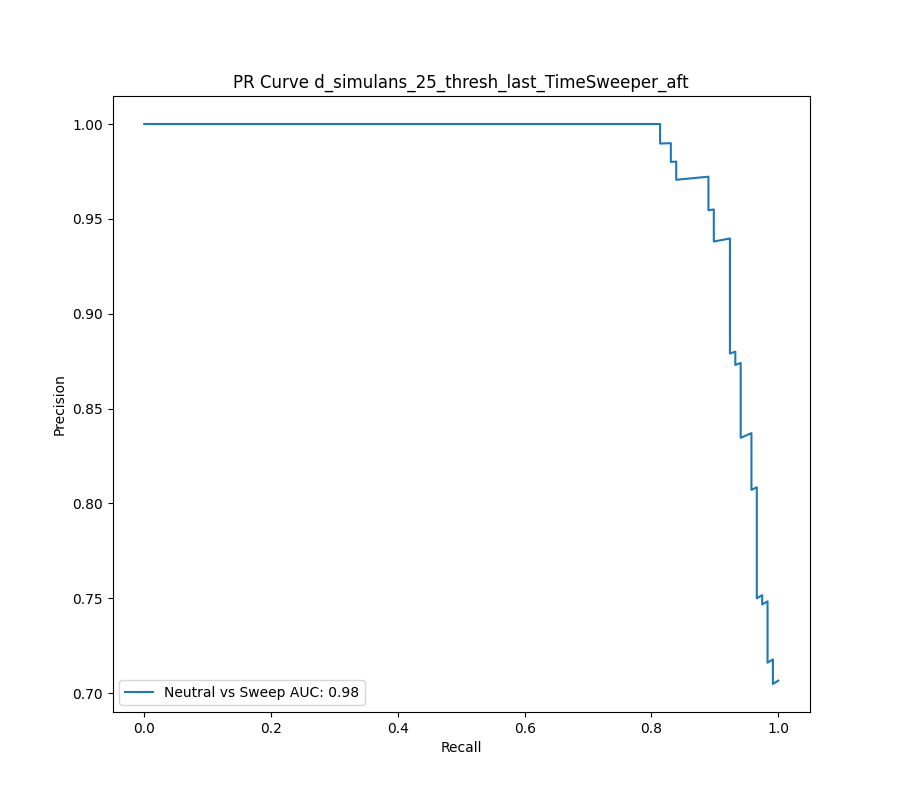 PR Curve d_simulans_25_thresh_last_TimeSweeper_aft
1.00
0.95
0.90
0.85
0.80
0.75
0.70
Precision
Neutral vs Sweep AUC: 0.98
0.0 0.2 0.4 0.6 0.8 1.0
Recall